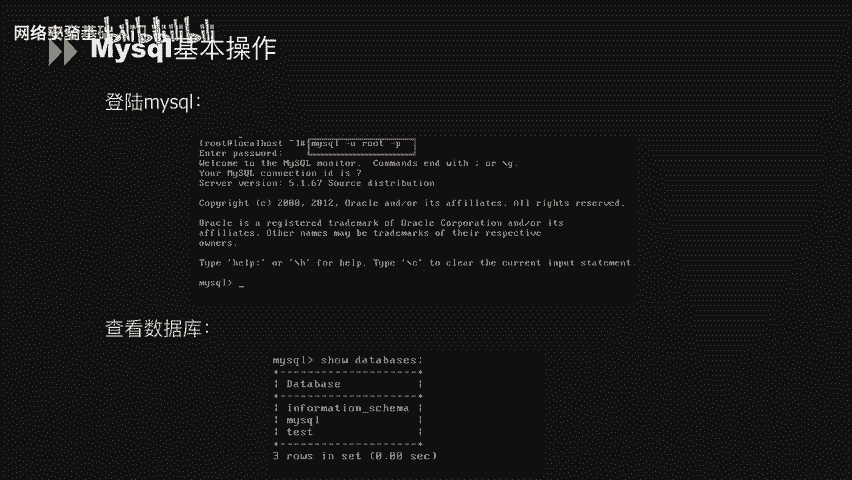 网络安全基础入门
Mysql基本操作
登陆mysql:
[root@localhost ~]# mysql -u root -p
Enter password:
Welcome to the MySQL monitor.  Commands end with ; or \g.
Your MySQL connection id is 7
Server version: 5.1.67 Source distribution
Copyright (c) 2000, 2012, Oracle and/or its affiliates. All rights reserved.
Oracle is a registered trademark of Oracle Corporation and/or its
affiliates. Other names may be trademarks of their respective
owners.
Type 'help;' or '\h' for help. Type '\c' to clear the current input statement.
mysql> _
查看数据库:
mysql> show databases;
+--------------------+
| Database           |
+--------------------+
| information_schema |
| mysql              |
| test               |
+--------------------+
3 rows in set (0.00 sec)